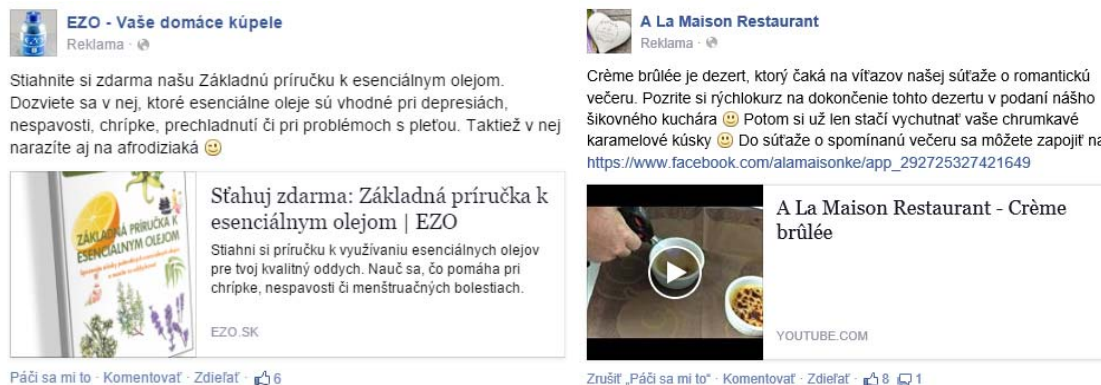 EZO - Vaše domáce kúpele
Reklama ·
Stiahnite si zdarma našu Základnú príručku k esenciálnym olejom.
Dozviete sa v nej, ktoré esenciálne oleje sú vhodné pri depresiách,
nespavosti, chrípke, prechladnutí či pri problémoch s pleťou. Taktiež v nej
narazíte aj na afrodiziaká
ZÁKLADNÁ PRÍRUČKA K
ESENCIÁLNYM OLEJOM
Sťahuj zdarma: Základná príručka k
esenciálnym olejom | EZO
Stiahni si príručku k využívaniu esenciálnych olejov
pre tvoj kvalitný oddych. Nauč sa, čo pomáha pri
chrípke, nespavosti či menštruačných bolestiach.
EZO.SK
Páči sa mi to · Komentovať · Zdieľať · 6
A La Maison Restaurant
Reklama ·
Crème brûlée je dezert, ktorý čaká na víťazov našej súťaže o romantickú
večeru. Pozrite si rýchlokurz na dokončenie tohto dezertu v podaní nášho
šikovného kuchára Potom si už len stačí vychutnať vaše chrumkavé
karamelové kúsky Do súťaže o spomínanú večeru sa môžete zapojiť na
https://www.facebook.com/alamaisonke/app_292725327421649
A La Maison Restaurant - Crème
brûlée
YOUTUBE.COM
Zrušiť „Páči sa mi to“ · Komentovať · Zdieľať · 8 1